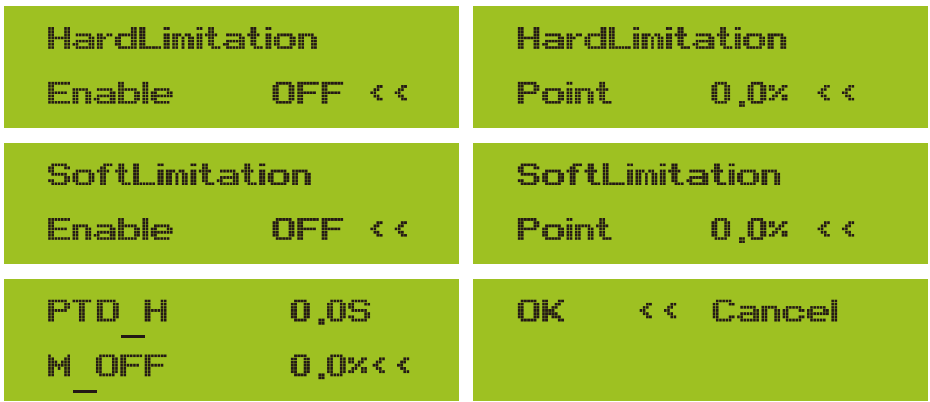 HardLimitation
Enable OFF <<
HardLimitation
Point 0.0% <<
SoftLimitation
Enable OFF <<
SoftLimitation
Point 0.0% <<
PTD_H 0.0S
M_OFF 0.0%<<
OK << Cancel